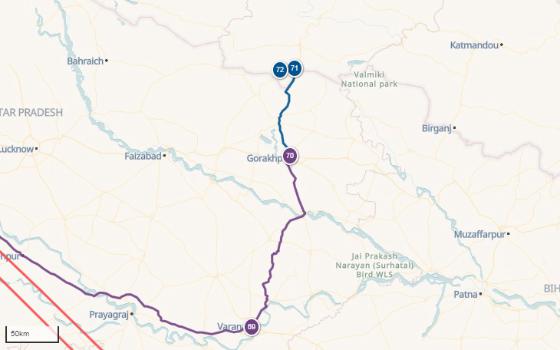 Katmandou
Bahraich
72
71
Valmiki
National park
TAR PRADESH
Lucknow
Birganj
Faizabad
Gorakhp
70
Muzaffarpur
Jai Prakash
Narayan (Surhatal)
Bird WLS
npur
Patna
BIH
Prayagraj
Varan
69
50km